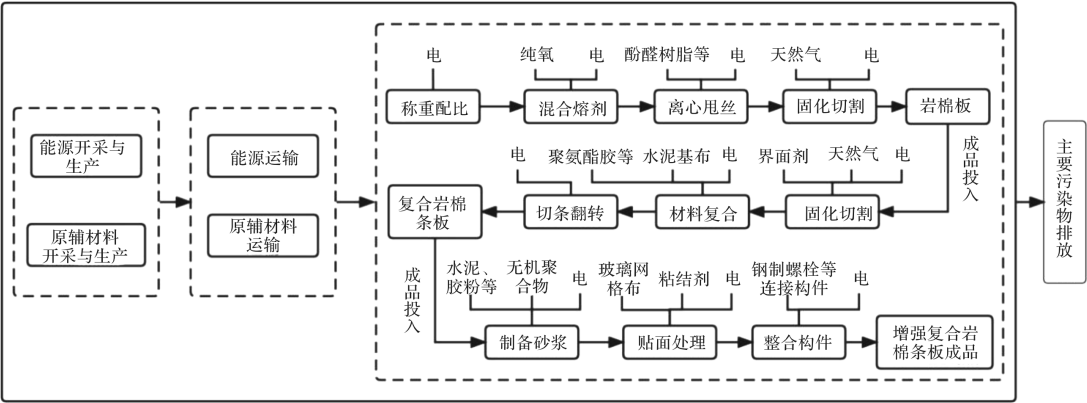 能源开采与
生产
原辅材料
开采与生产
能源运输
原辅材料
运输
电
纯氧
电
酚醛树脂等
电
天然气
电
称重配比
混合熔剂
离心甩丝
固化切割
岩棉板
成品投入
电
聚氨酯胶等
水泥基布
电
界面剂
天然气
电
复合岩棉
条板
切条翻转
材料复合
固化切割
成品投入
水泥、
胶粉等
无机聚
合物
电
玻璃网
格布
粘结剂
电
钢制螺栓等
连接构件
电
制备砂浆
贴面处理
整合构件
增强复合岩
棉条板成品
主要污染物排放